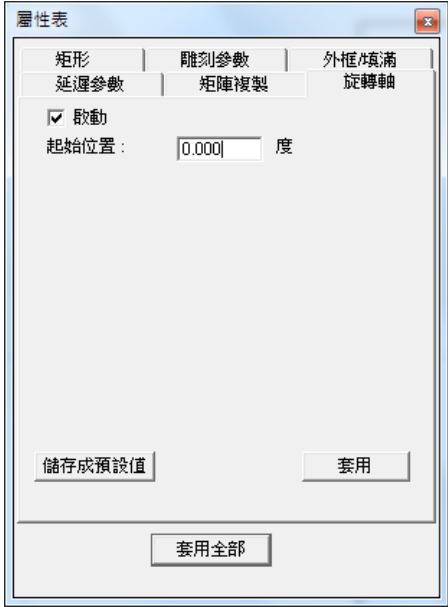 屬性表
矩形 雕刻參數 外框/填滿
延遲參數 矩陣複製 旋轉軸
啟動
起始位置: 0.000 度
儲存成預設值 套用
套用全部